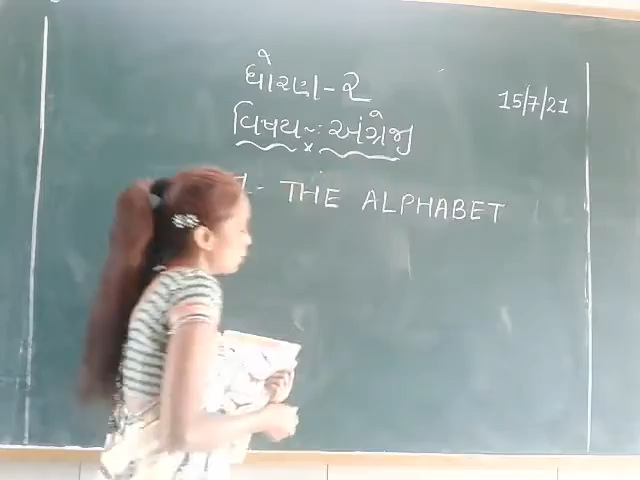 ધોરણ - ૨
15/7/21
વિષય ~: અંગ્રેજી
1 - THE ALPHABET